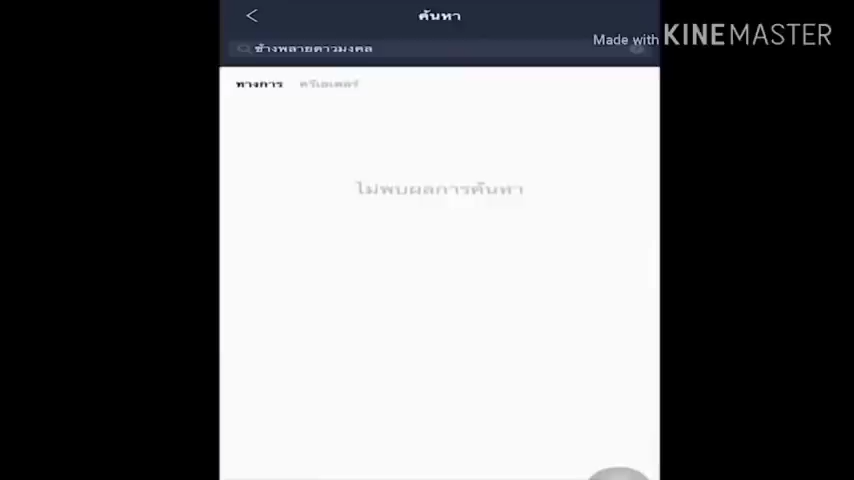 ค้นหา
ช้างพลายดาวมงคล
Made with KINEMASTER
ทางการ ครีเอเตอร์
ไม่พบผลการค้นหา